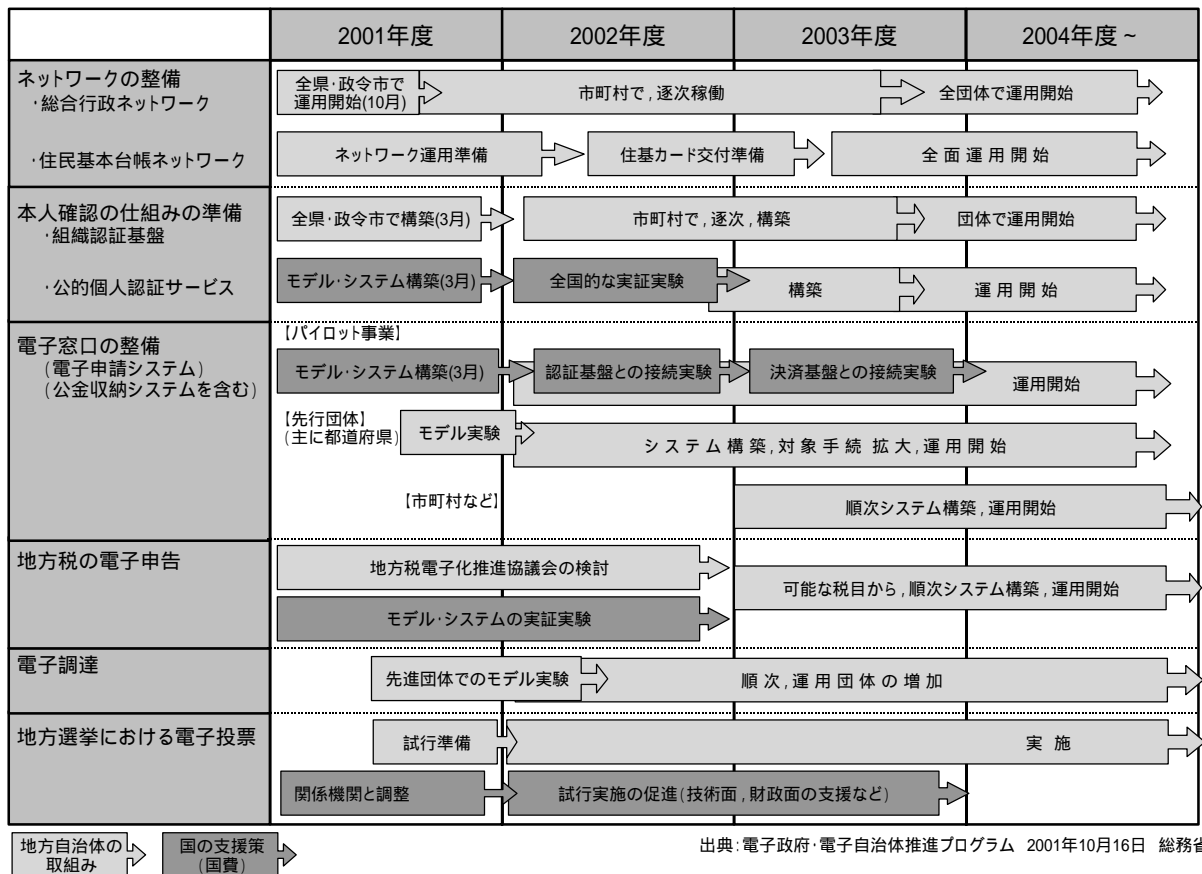 2001年度
2002年度
2003年度
2004年度 ~
ネットワークの整備
・総合行政ネットワーク
全県・政令市で
運用開始(10月)
市町村で,逐次稼働
全団体で運用開始
・住民基本台帳ネットワーク
ネットワーク運用準備
住基カード交付準備
全面運用開始
本人確認の仕組みの準備
・組織認証基盤
全県・政令市で構築(3月)
市町村で,逐次,構築
団体で運用開始
・公的個人認証サービス
モデル・システム構築(3月)
全国的な実証実験
構築
運用開始
電子窓口の整備
(電子申請システム)
(公金収納システムを含む)
【パイロット事業】
モデル・システム構築(3月)
認証基盤との接続実験
決済基盤との接続実験
運用開始
【先行団体】
(主に都道府県)
モデル実験
システム構築,対象手続 拡大,運用開始
【市町村など】
順次システム構築,運用開始
地方税の電子申告
地方税電子化推進協議会の検討
モデル・システムの実証実験
可能な税目から,順次システム構築,運用開始
電子調達
先進団体でのモデル実験
順次,運用団体の増加
地方選挙における電子投票
試行準備
実 施
関係機関と調整
試行実施の促進(技術面,財政面の支援など)
地方自治体の
取組み
国の支援策
(国費)
出典:電子政府・電子自治体推進プログラム 2001年10月16日 総務省